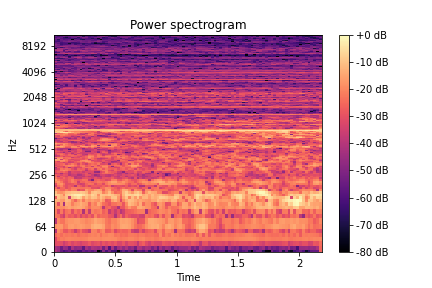 Power spectrogram
8192
4096
2048
1024
512
256
128
64
0
Hz
0
0.5
1
1.5
2
Time
+0 dB
-10 dB
-20 dB
-30 dB
-40 dB
-50 dB
-60 dB
-70 dB
-80 dB